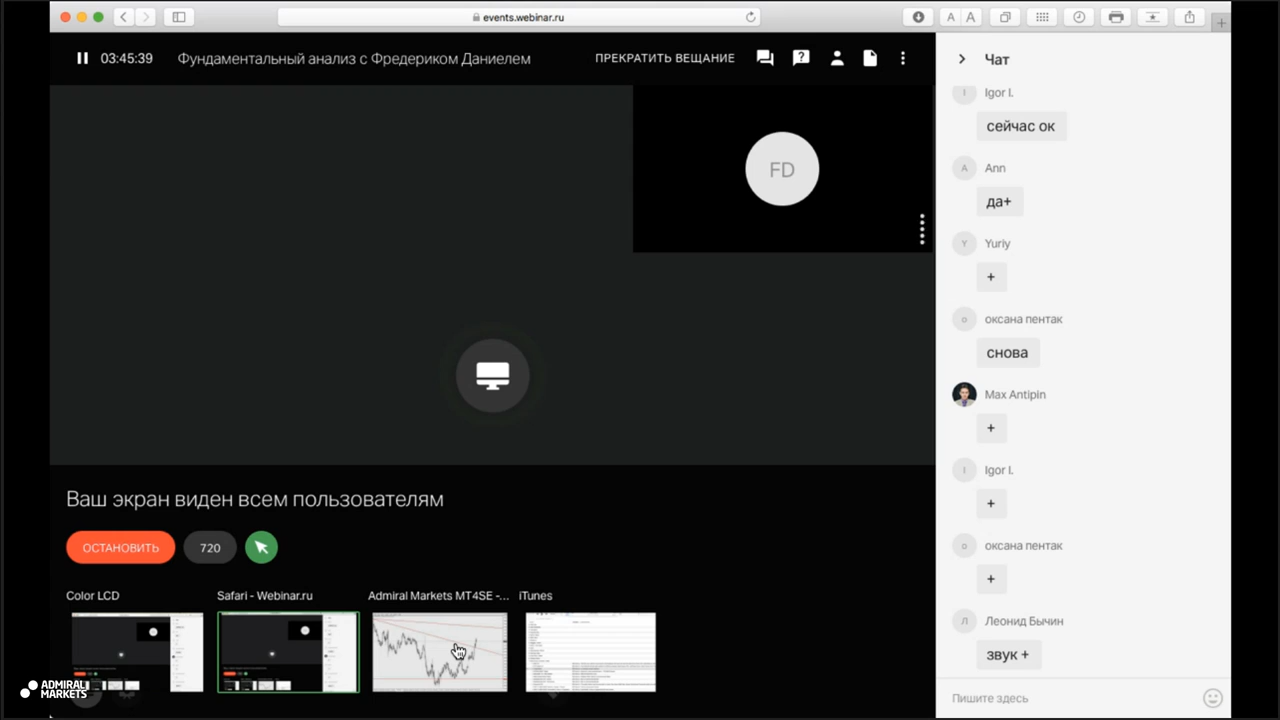 events.webinar.ru
A A
03:45:39
Фундаментальный анализ с Фредериком Даниелем
ПРЕКРАТИТЬ ВЕЩАНИЕ
FD
Ваш экран виден всем пользователям
ОСТАНОВИТЬ
720
Color LCD
Safari - Webinar.ru
Admiral Markets MT4SE -...
iTunes
ADMIRAL
MARKETS
Чат
I
Igor I.
сейчас ок
A
Ann
да+
Y
Yuriy
+
о
оксана пентак
снова
Max Antipin
+
I
Igor I.
+
о
оксана пентак
+
Л
Леонид Бычин
звук +
Пишите здесь